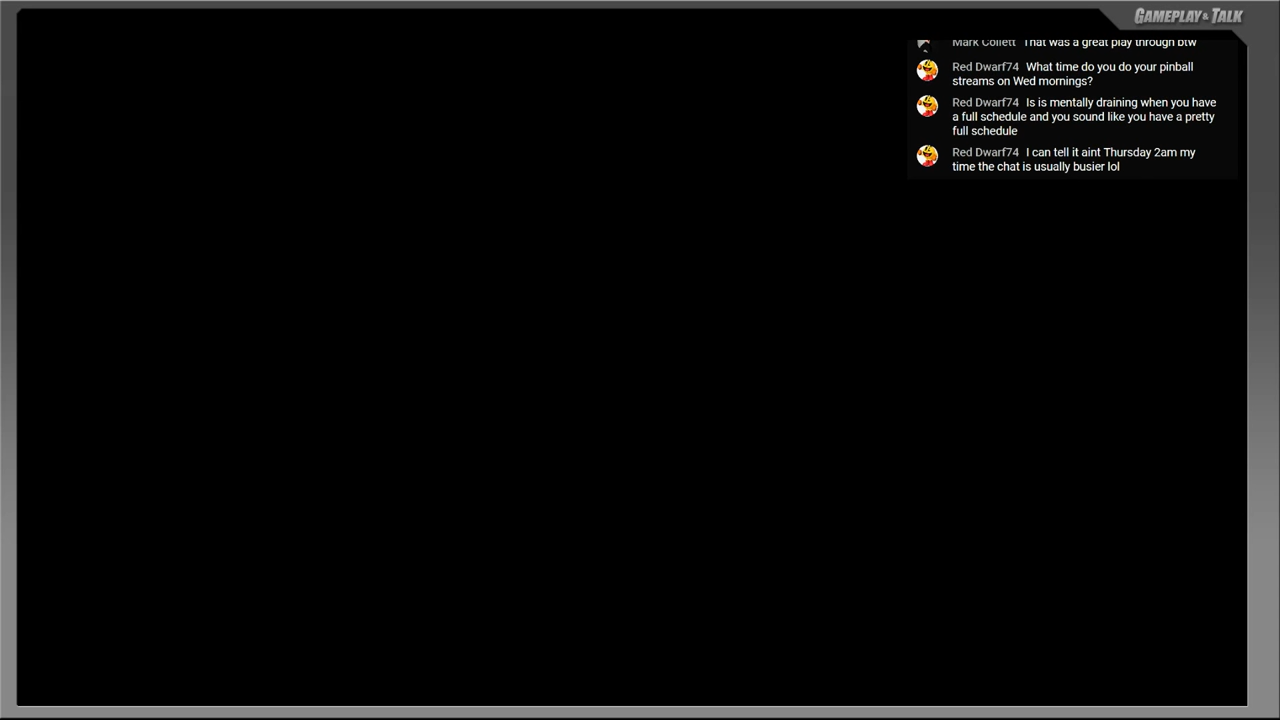 GAMEPLAY & TALK
Mark Collett That was a great play through btw
Red Dwarf74 What time do you do your pinball
streams on Wed mornings?
Red Dwarf74 Is is mentally draining when you have
a full schedule and you sound like you have a pretty
full schedule
Red Dwarf74 I can tell it aint Thursday 2am my
time the chat is usually busier lol